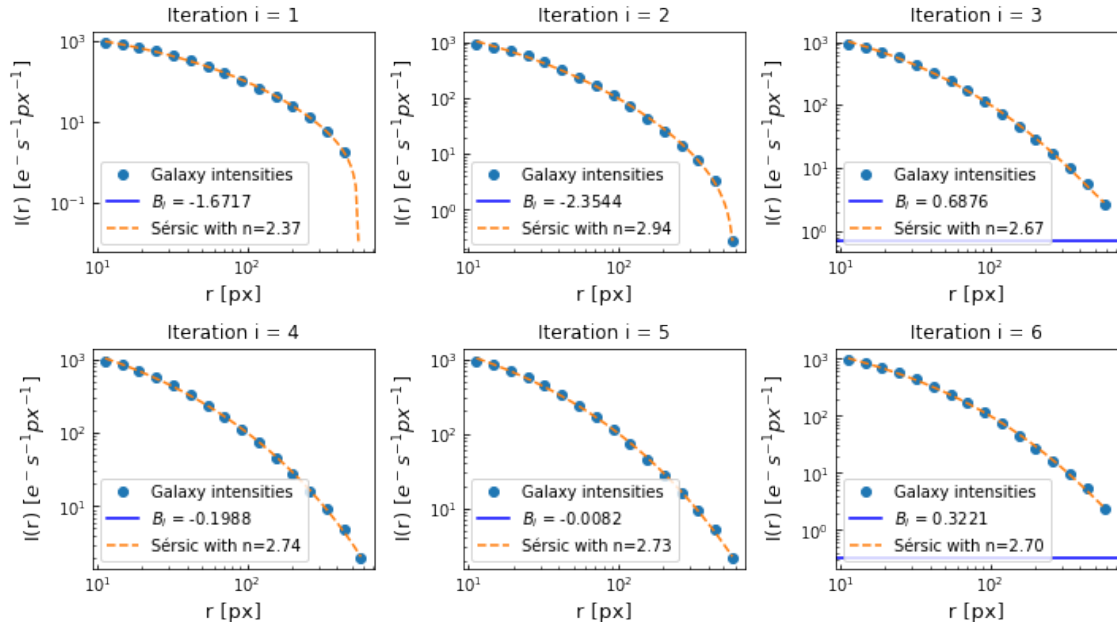 Iteration i = 1
I(r) [e⁻ s⁻¹px⁻¹]
10³
10¹
10⁻¹
Galaxy intensities
B_I = -1.6717
Sérsic with n=2.37
10¹
10²
r [px]
Iteration i = 2
I(r) [e⁻ s⁻¹px⁻¹]
10³
10²
10¹
10⁰
Galaxy intensities
B_I = -2.3544
Sérsic with n=2.94
10¹
10²
r [px]
Iteration i = 3
I(r) [e⁻ s⁻¹px⁻¹]
10³
10²
10¹
10⁰
Galaxy intensities
B_I = 0.6876
Sérsic with n=2.67
10¹
10²
r [px]
Iteration i = 4
I(r) [e⁻ s⁻¹px⁻¹]
10³
10²
10¹
Galaxy intensities
B_I = -0.1988
Sérsic with n=2.74
10¹
10²
r [px]
Iteration i = 5
I(r) [e⁻ s⁻¹px⁻¹]
10³
10²
10¹
Galaxy intensities
B_I = -0.0082
Sérsic with n=2.73
10¹
10²
r [px]
Iteration i = 6
I(r) [e⁻ s⁻¹px⁻¹]
10³
10²
10¹
10⁰
Galaxy intensities
B_I = 0.3221
Sérsic with n=2.70
10¹
10²
r [px]